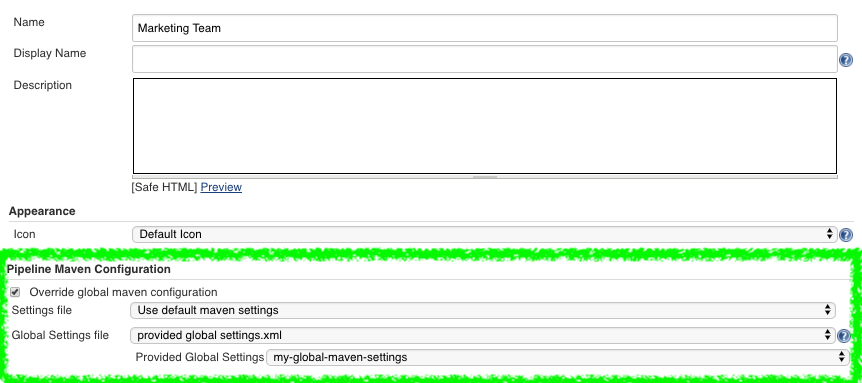 Name
Marketing Team
Display Name
Description
[Safe HTML] Preview
Appearance
Icon
Default Icon
Pipeline Maven Configuration
Override global maven configuration
Settings file
Use default maven settings
Global Settings file
provided global settings.xml
Provided Global Settings
my-global-maven-settings